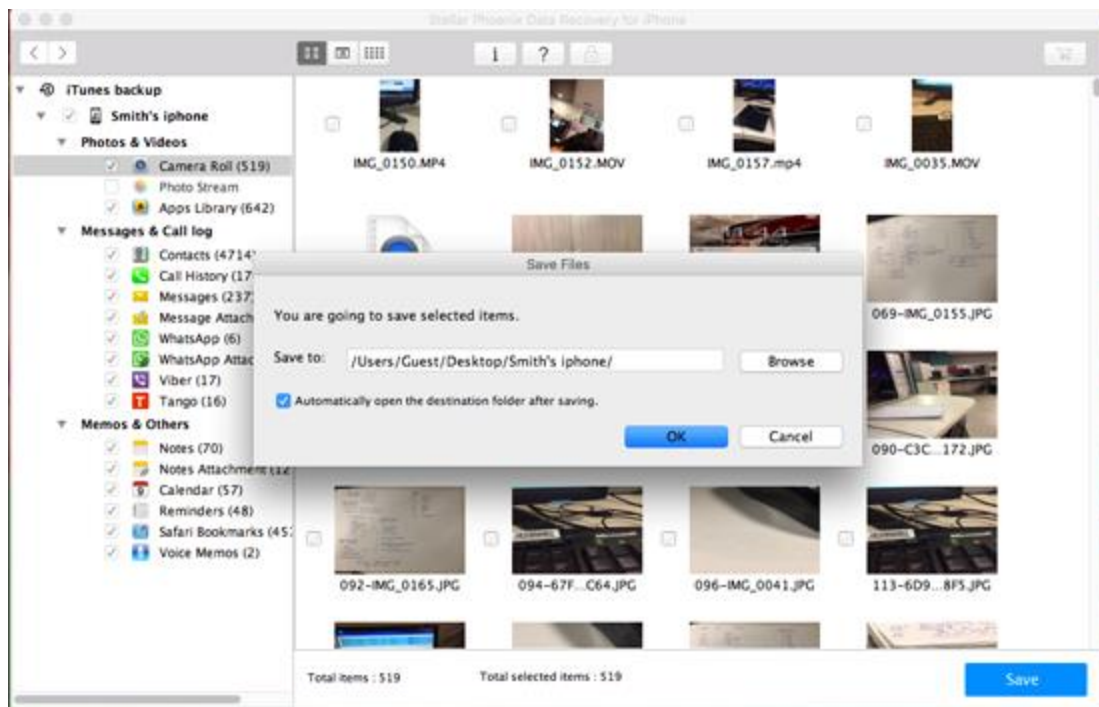 Stellar Phoenix Data Recovery for iPhone
iTunes backup
Smith's iphone
Photos & Videos
Camera Roll (519)
Photo Stream
Apps Library (642)
Messages & Call log
Contacts (4714
Call History (17
Messages (237
Message Attach
WhatsApp (6)
WhatsApp Attac
Viber (17)
Tango (16)
Memos & Others
Notes (70)
Notes Attachment (12
Calendar (57)
Reminders (48)
Safari Bookmarks (45
Voice Memos (2)
IMG_0150.MP4
IMG_0152.MOV
IMG_0157.mp4
IMG_0035.MOV
069-IMG_0155.JPG
Save Files
You are going to save selected items.
Save to: /Users/Guest/Desktop/Smith's iphone/ Browse
Automatically open the destination folder after saving.
OK Cancel
090-C3C...172.JPG
092-IMG_0165.JPG
094-67F...C64.JPG
096-IMG_0041.JPG
113-6D9...8F5.JPG
Total items : 519
Total selected items : 519
Save